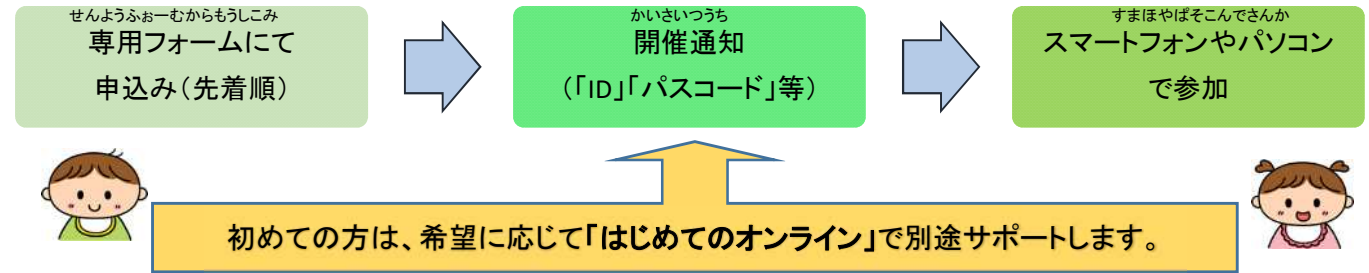 せんようふぉーむからもうしこみ
専用フォームにて
申込み(先着順)
かいさいつうち
開催通知
(「ID」「パスコード」等)
すまほやぱそこんでさんか
スマートフォンやパソコン
で参加
初めての方は、希望に応じて「はじめてのオンライン」で別途サポートします。